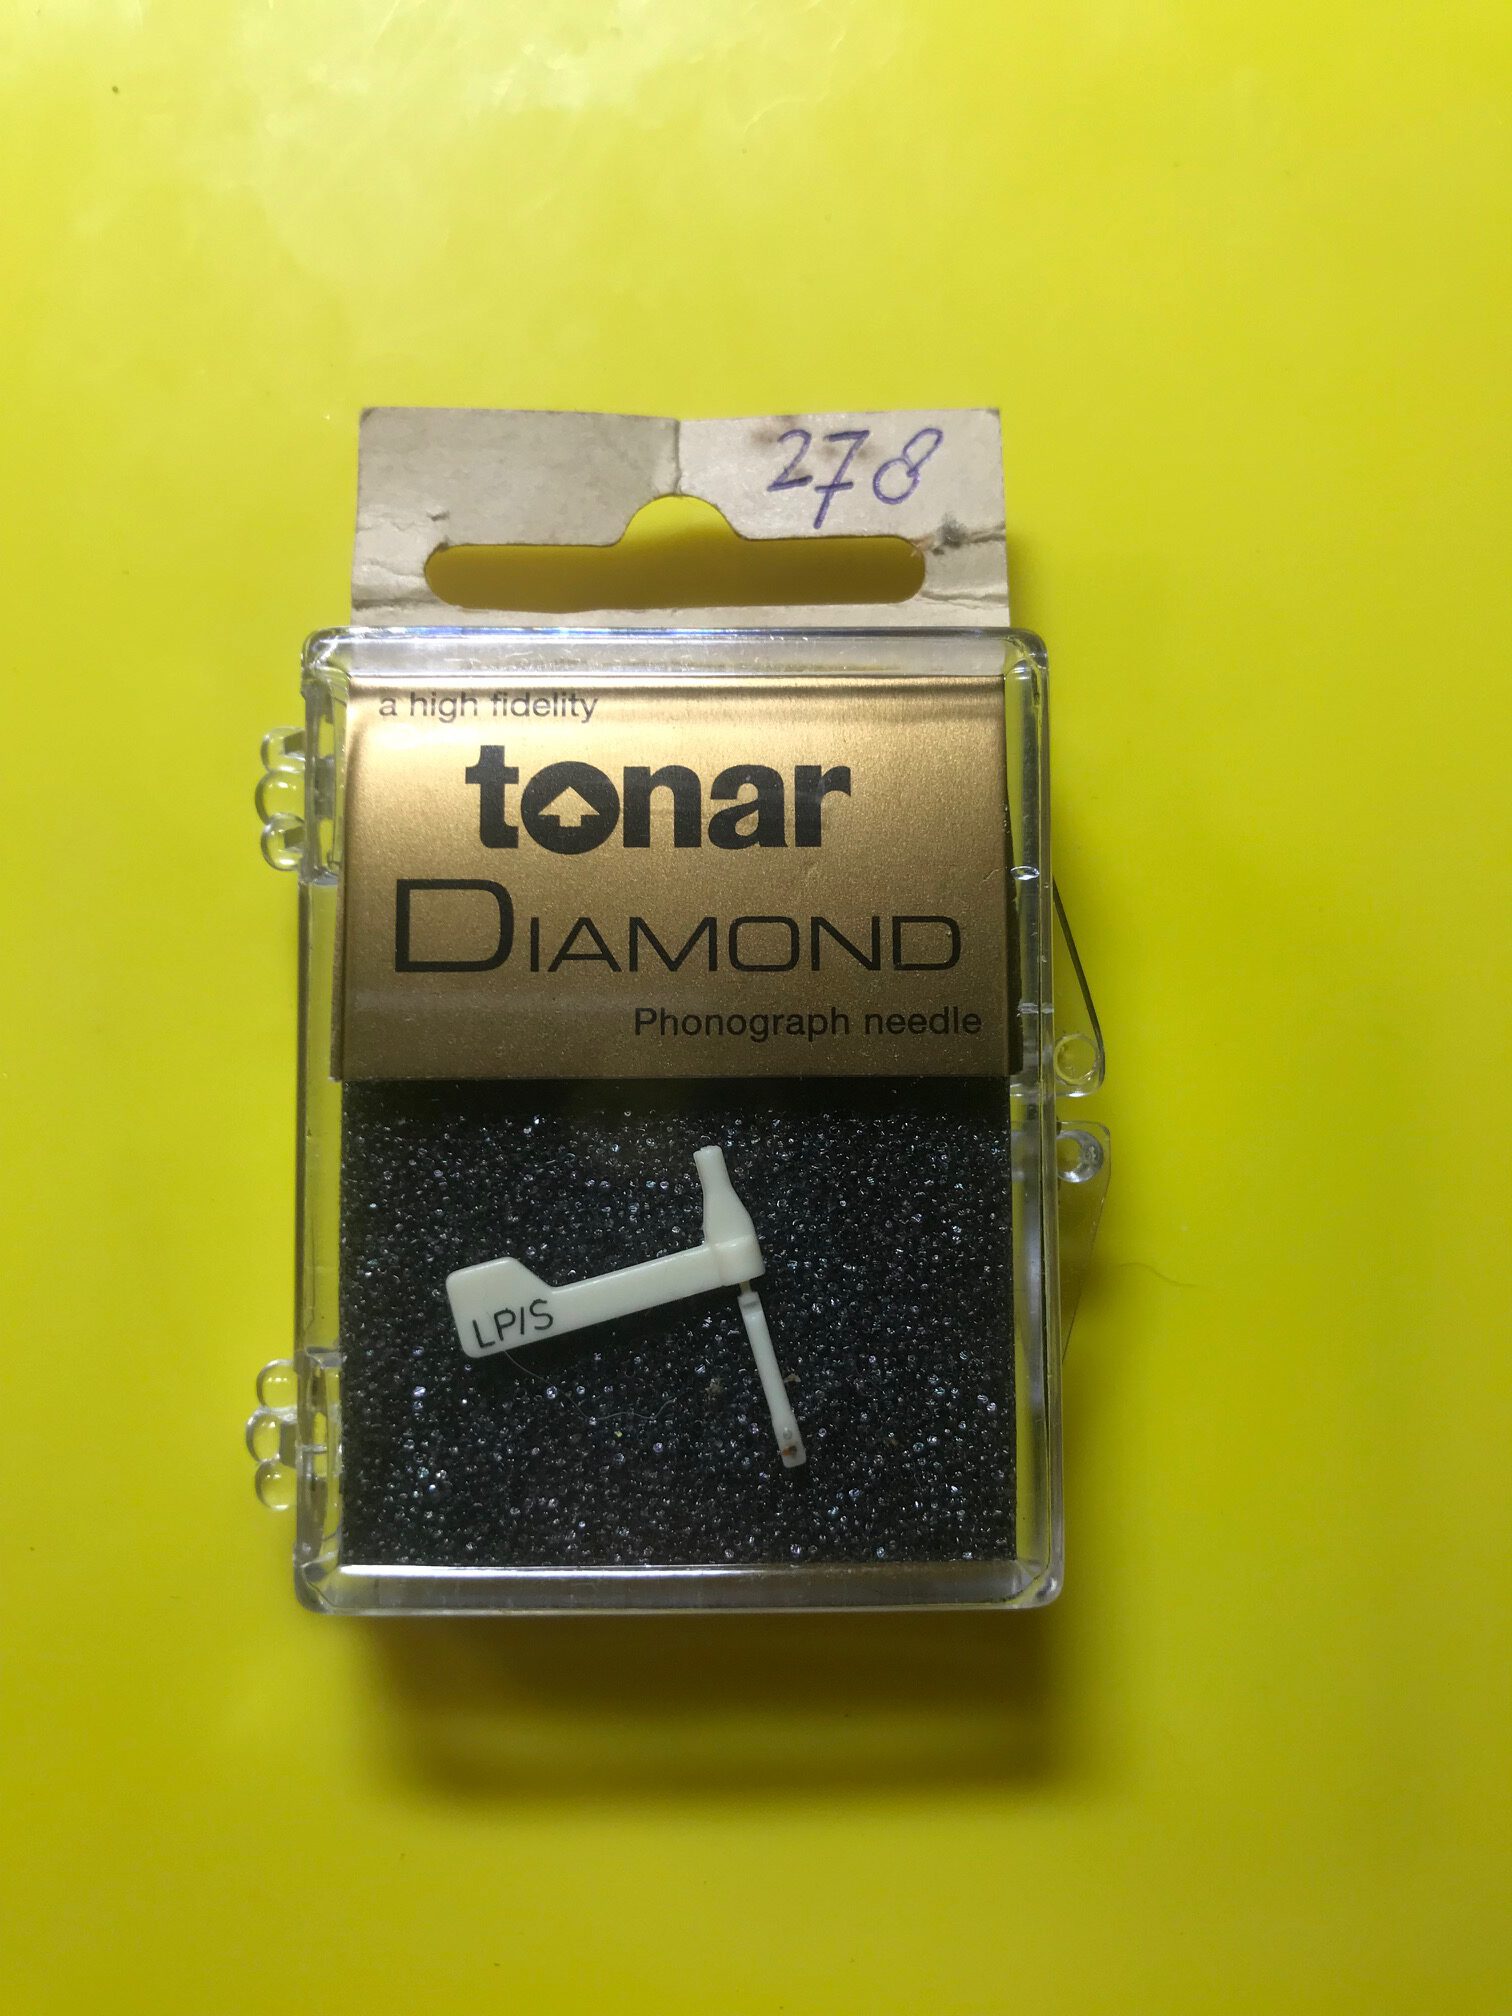 278
a high fidelity
tonar
DIAMOND
Phonograph needle
LP/S